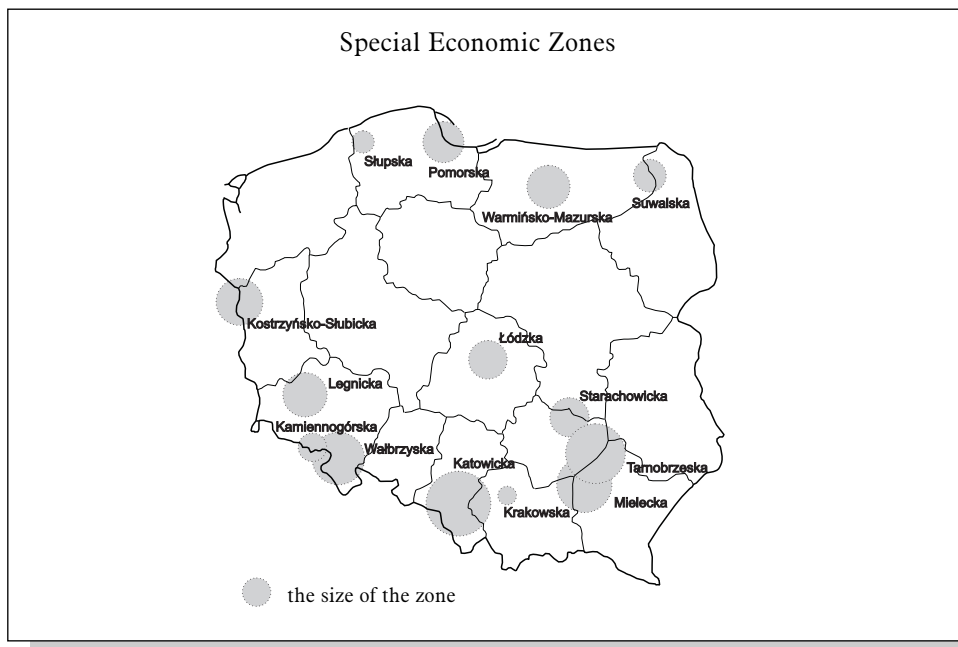 Special Economic Zones
Słupska
Pomorska
Warmińsko-Mazurska
Suwalska
Kostrzyńsko-Słubicka
Łódzka
Legnicka
Starachowicka
Kamiennogórska
Wałbrzyska
Katowicka
Tarnobrzeska
Krakowska
Mielecka
the size of the zone